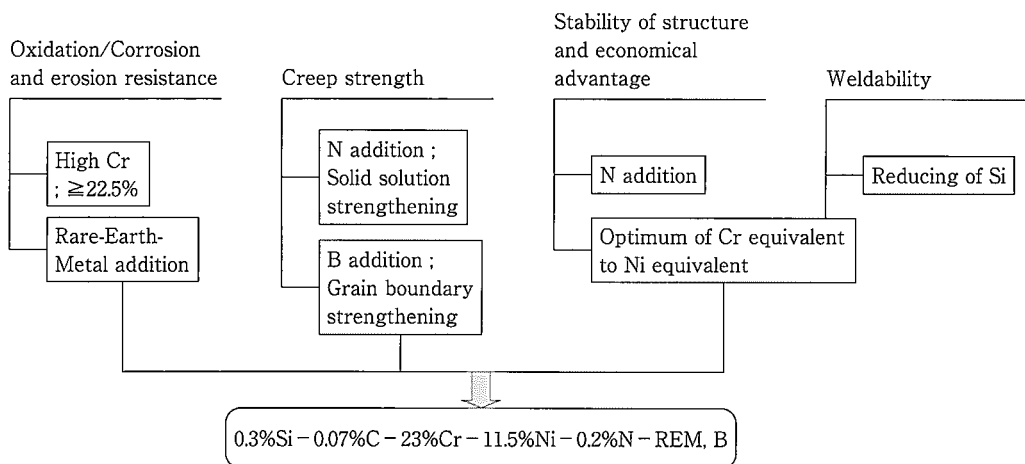 Oxidation/Corrosion
and erosion resistance
High Cr
; ≧22.5%
Rare-Earth-
Metal addition
Creep strength
N addition ;
Solid solution
strengthening
B addition ;
Grain boundary
strengthening
Stability of structure
and economical
advantage
N addition
Optimum of Cr equivalent
to Ni equivalent
Weldability
Reducing of Si
0.3%Si－0.07%C－23%Cr－11.5%Ni－0.2%N－REM, B